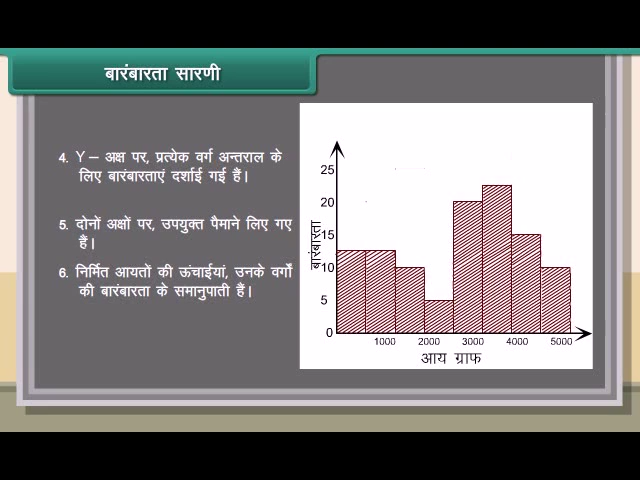 बारंबारता सारणी
4. Y – अक्ष पर, प्रत्येक वर्ग अन्तराल के
लिए बारंबारताएं दर्शाई गई हैं।
5. दोनों अक्षों पर, उपयुक्त पैमाने लिए गए
हैं।
6. निर्मित आयतों की ऊंचाईयां, उनके वर्गों
की बारंबारता के समानुपाती हैं।
बारंबारता
25
20
15
10
5
0
1000 2000 3000 4000 5000
आय ग्राफ